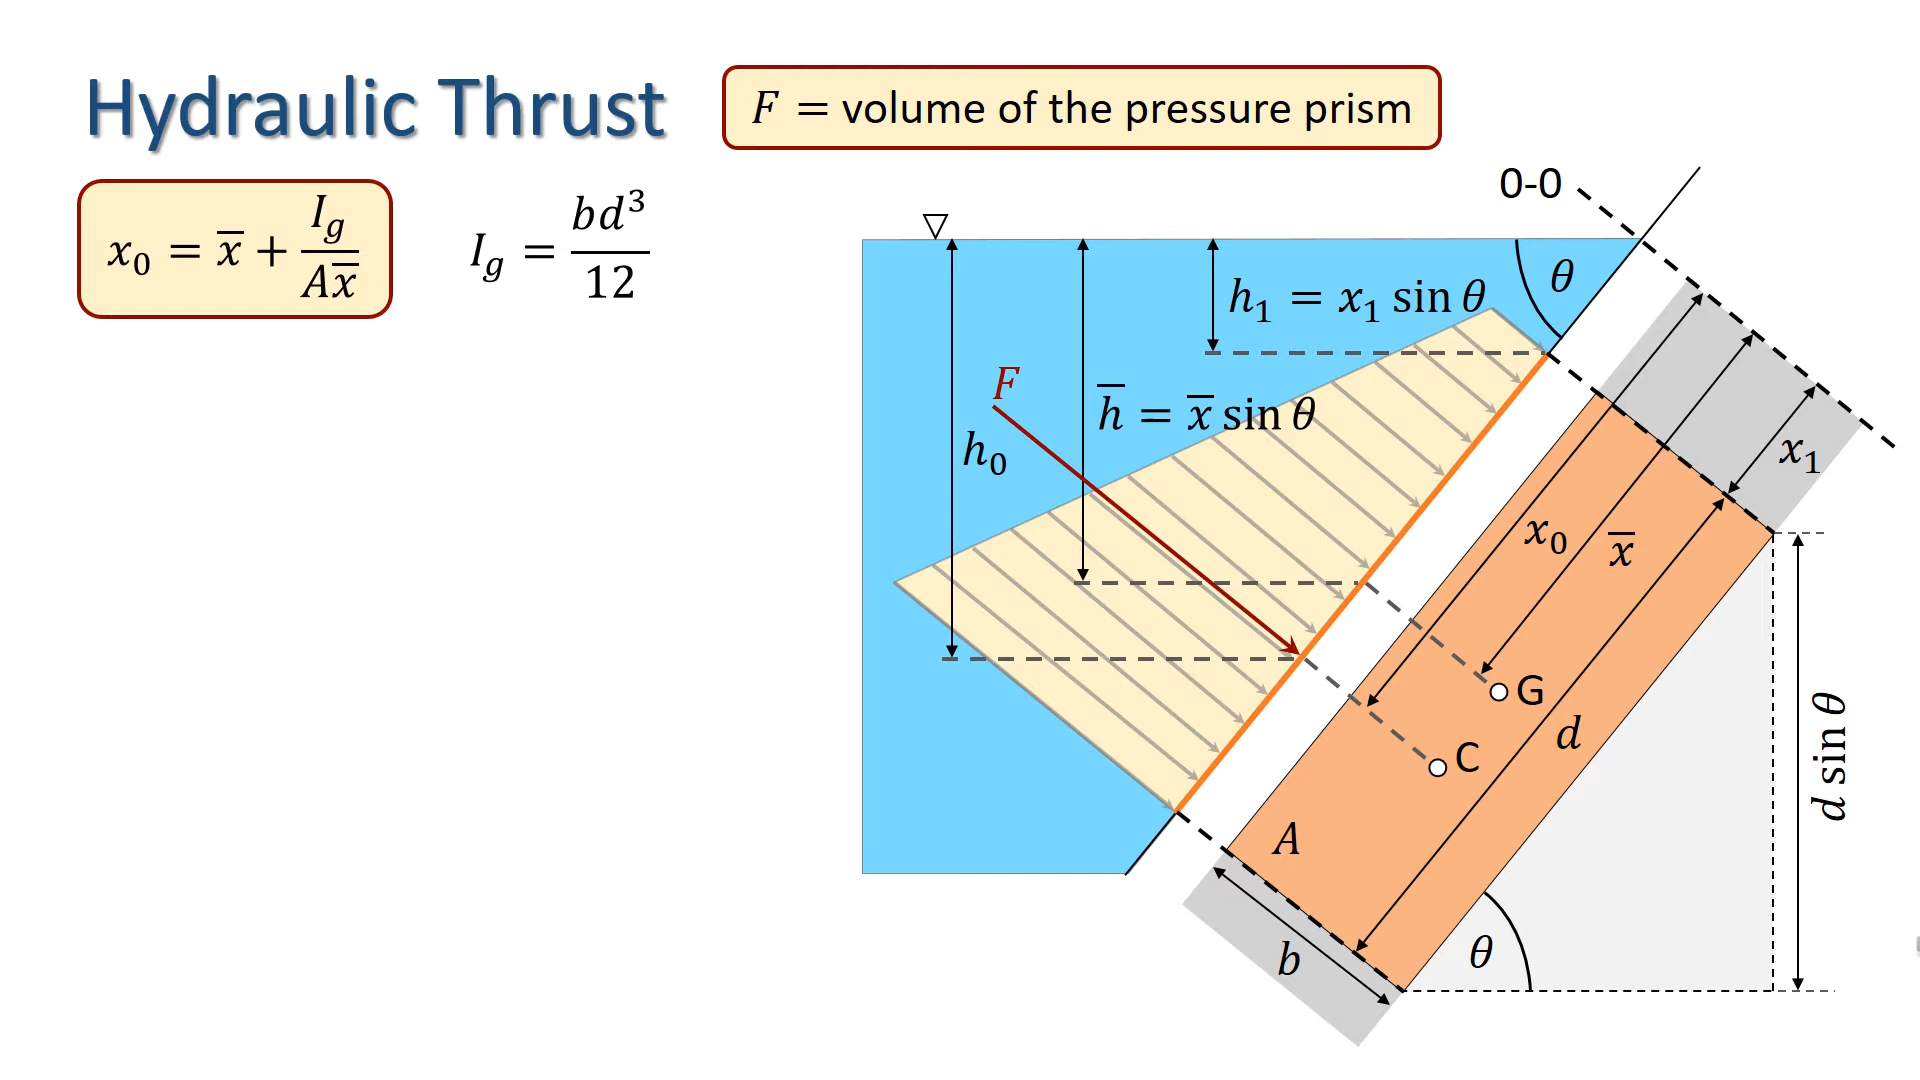 Hydraulic Thrust
F = volume of the pressure prism
x₀ = x̅ + I_g / Ax̅
I_g = bd³ / 12
0-0
θ
h₁ = x₁ sin θ
F
h̅ = x̅ sin θ
h₀
x₁
x₀
x̅
G
d
C
d sin θ
A
b
θ